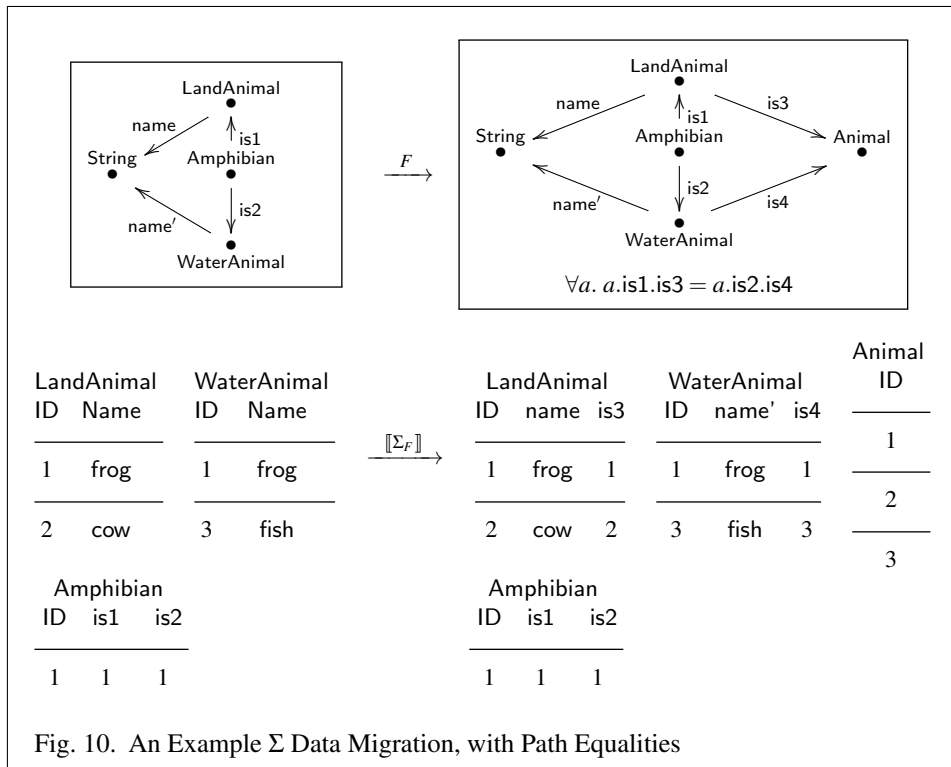 LandAnimal
name
is1
String
Amphibian
is2
name′
WaterAnimal
F
LandAnimal
name
is3
is1
String
Amphibian
Animal
is2
name′
is4
WaterAnimal
∀a. a.is1.is3 = a.is2.is4
LandAnimal
ID Name
1 frog
2 cow
WaterAnimal
ID Name
1 frog
3 fish
Amphibian
ID is1 is2
1 1 1
⟦Σ_F⟧
LandAnimal
ID name is3
1 frog 1
2 cow 2
WaterAnimal
ID name' is4
1 frog 1
3 fish 3
Animal
ID
1
2
3
Amphibian
ID is1 is2
1 1 1
Fig. 10. An Example Σ Data Migration, with Path Equalities